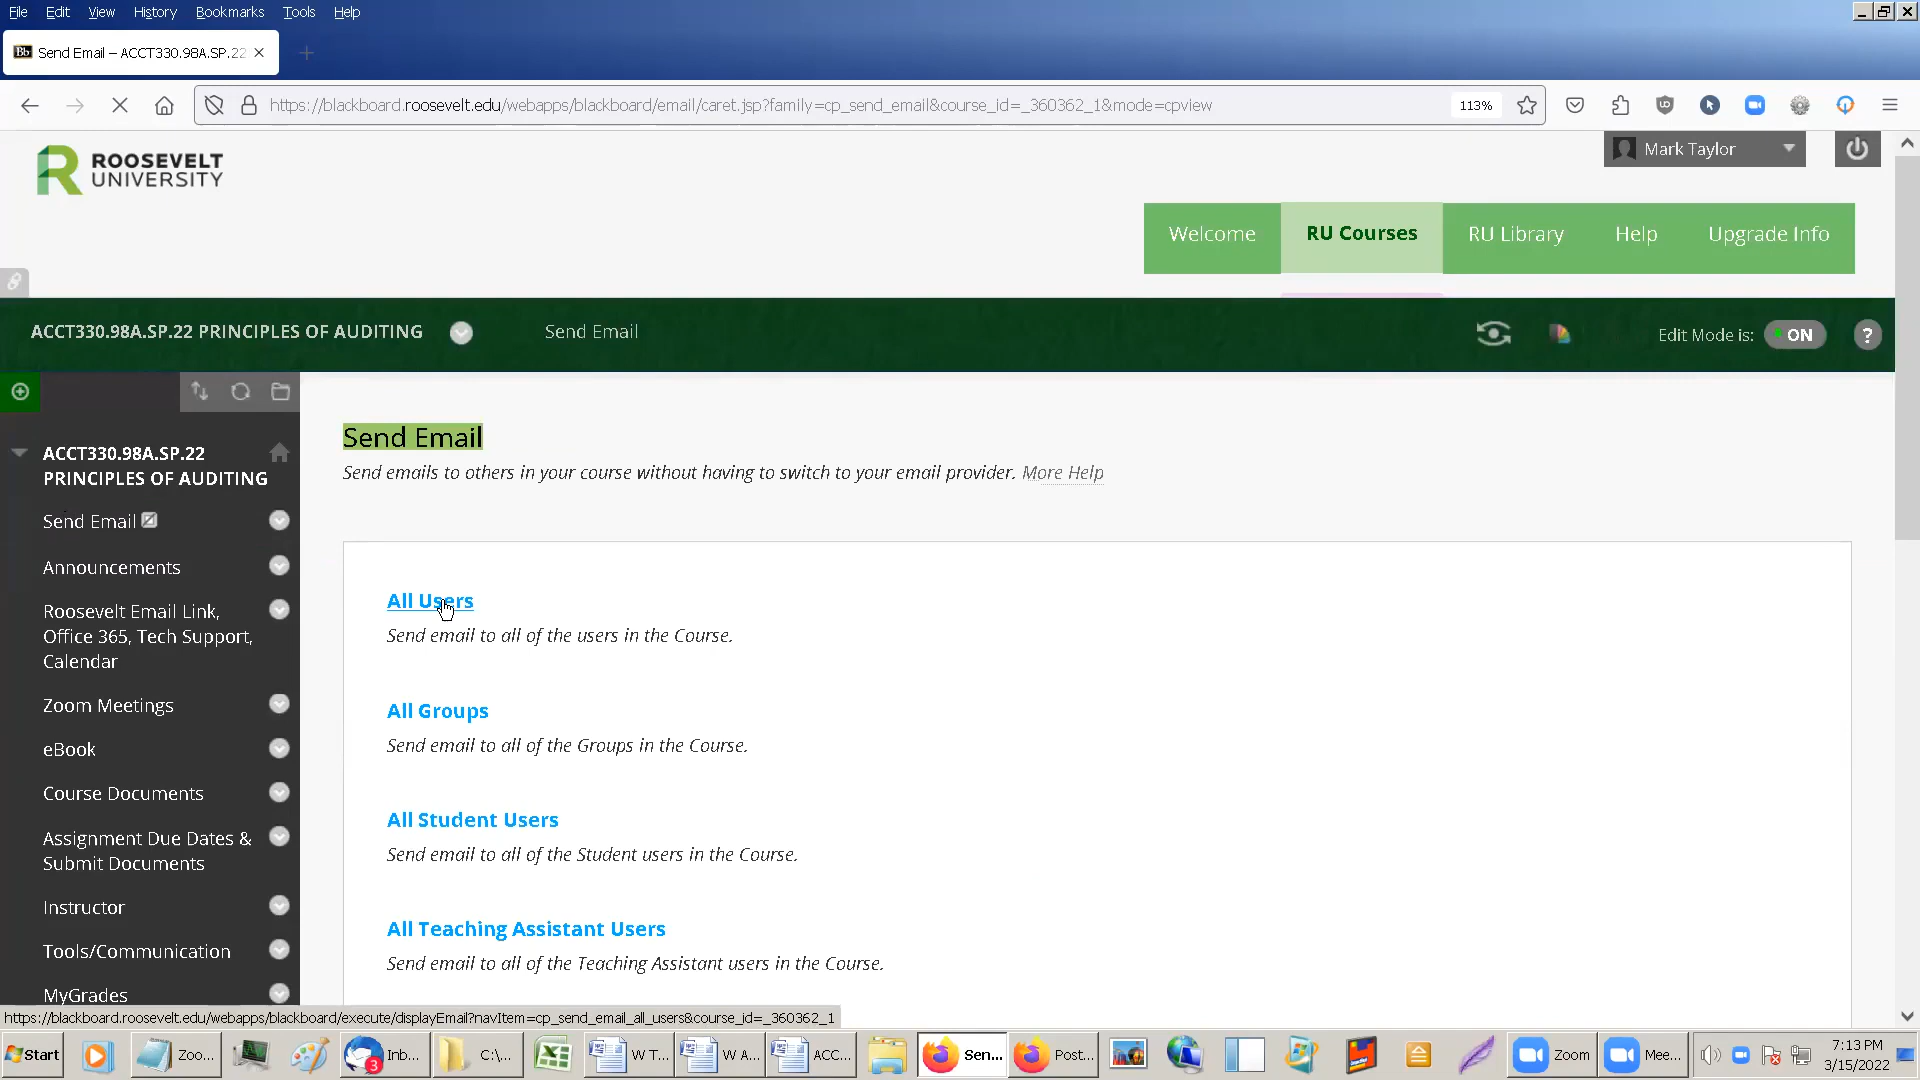 File Edit View History Bookmarks Tools Help
Bb Send Email – ACCT330.98A.SP.22
https://blackboard.roosevelt.edu/webapps/blackboard/email/caret.jsp?family=cp_send_email&course_id=_360362_1&mode=cpview 113%
ROOSEVELT
UNIVERSITY
Mark Taylor
Welcome RU Courses RU Library Help Upgrade Info
ACCT330.98A.SP.22 PRINCIPLES OF AUDITING Send Email Edit Mode is: ON ?
ACCT330.98A.SP.22
PRINCIPLES OF AUDITING
Send Email
Announcements
Roosevelt Email Link,
Office 365, Tech Support,
Calendar
Zoom Meetings
eBook
Course Documents
Assignment Due Dates &
Submit Documents
Instructor
Tools/Communication
MyGrades
Send Email
Send emails to others in your course without having to switch to your email provider. More Help
All Users
Send email to all of the users in the Course.
All Groups
Send email to all of the Groups in the Course.
All Student Users
Send email to all of the Student users in the Course.
All Teaching Assistant Users
Send email to all of the Teaching Assistant users in the Course.
https://blackboard.roosevelt.edu/webapps/blackboard/execute/displayEmail?navItem=cp_send_email_all_users&course_id=_360362_1
Start Zoo... 3 Inb... C:\... W T... W A... ACC... Sen... Post... Zoom Mee... 7:13 PM
3/15/2022